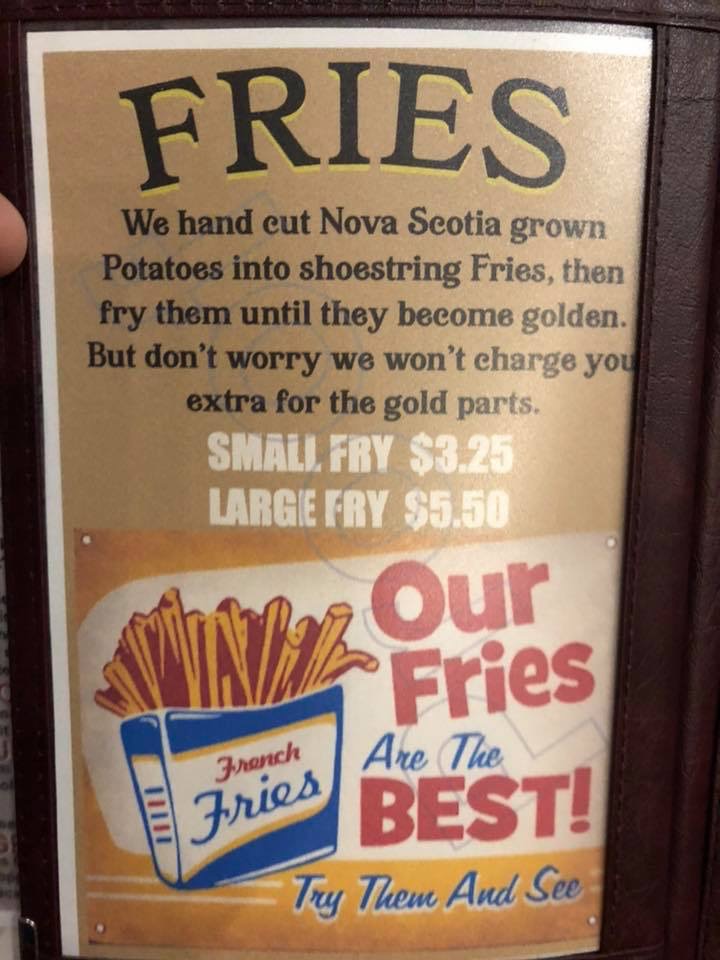 FRIES
We hand cut Nova Scotia grown
Potatoes into shoestring Fries, then
fry them until they become golden.
But don't worry we won't charge you
extra for the gold parts.
SMALL FRY $3.25
LARGE FRY $5.50
Our
Fries
Are The
BEST!
French
Fries
Try Them And See